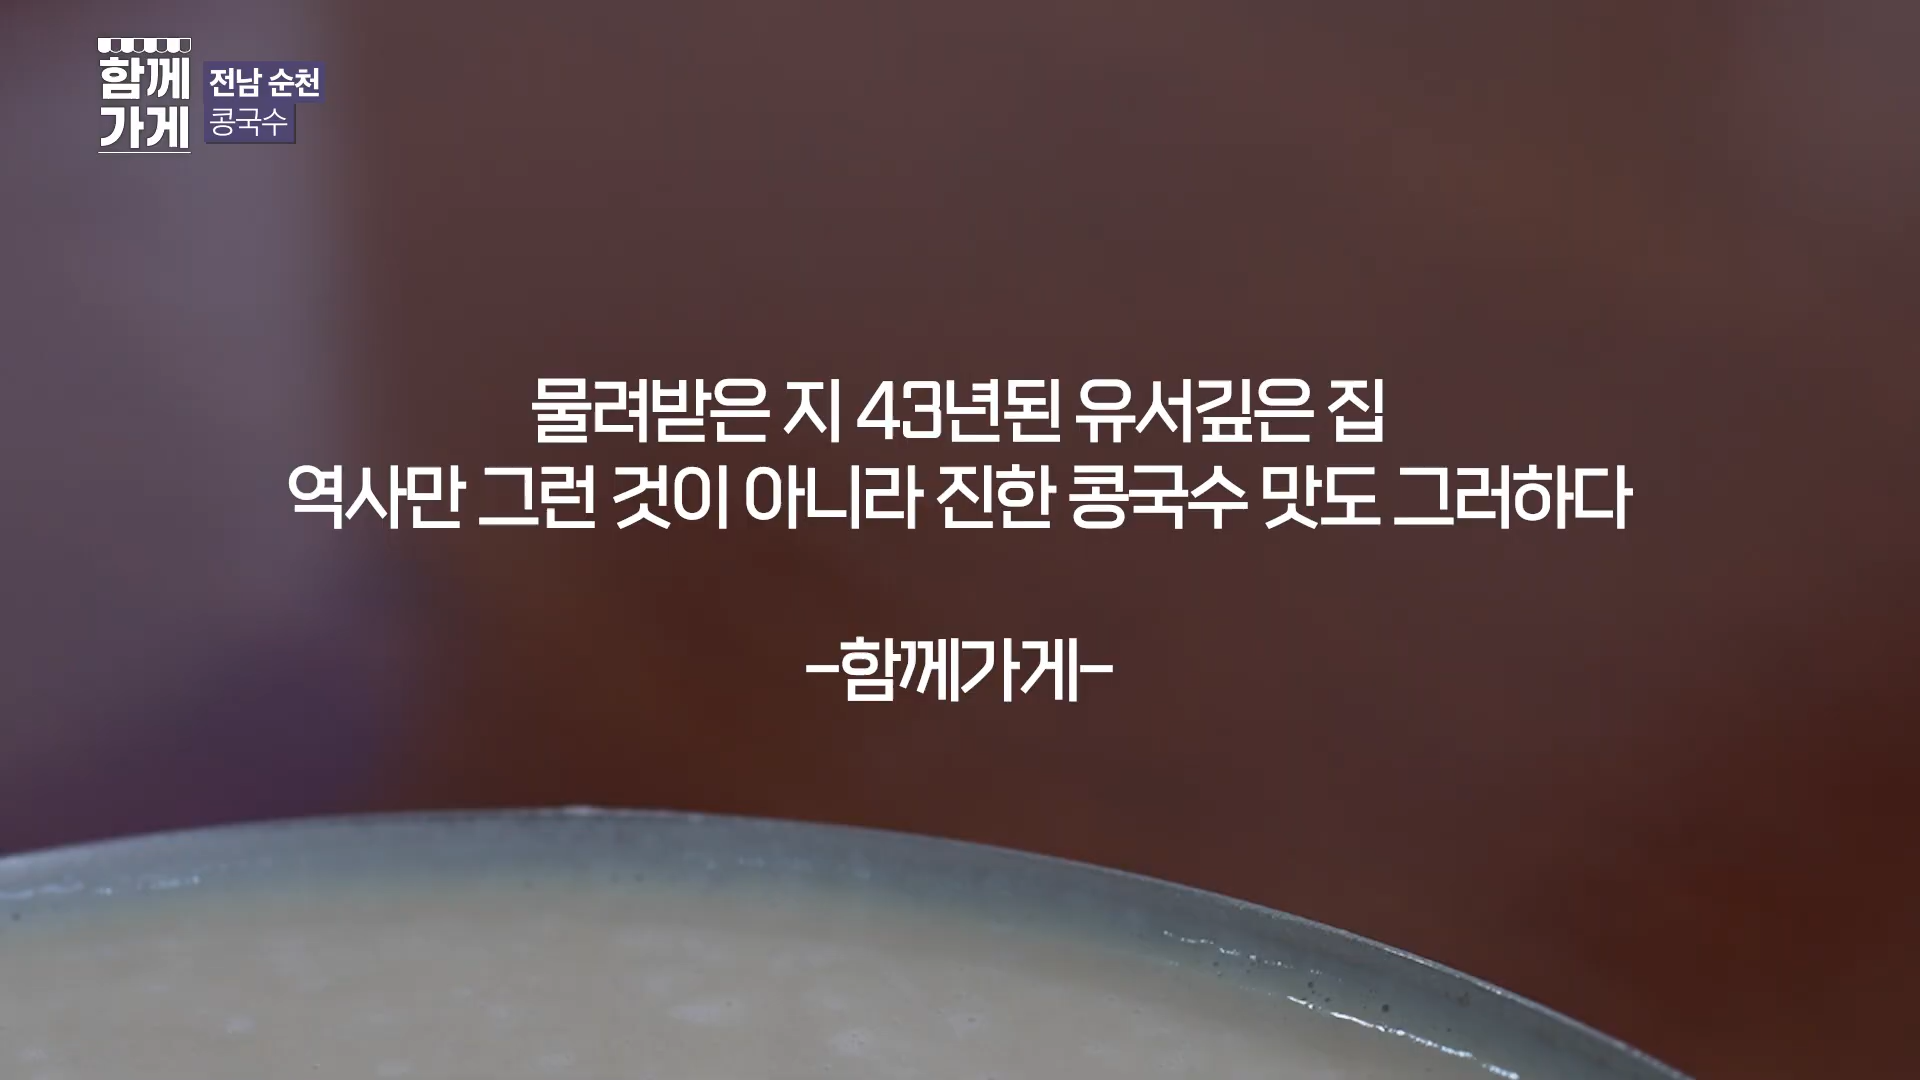 함께
가게
전남 순천
콩국수
물려받은 지 43년된 유서깊은 집
역사만 그런 것이 아니라 진한 콩국수 맛도 그러하다
-함께가게-